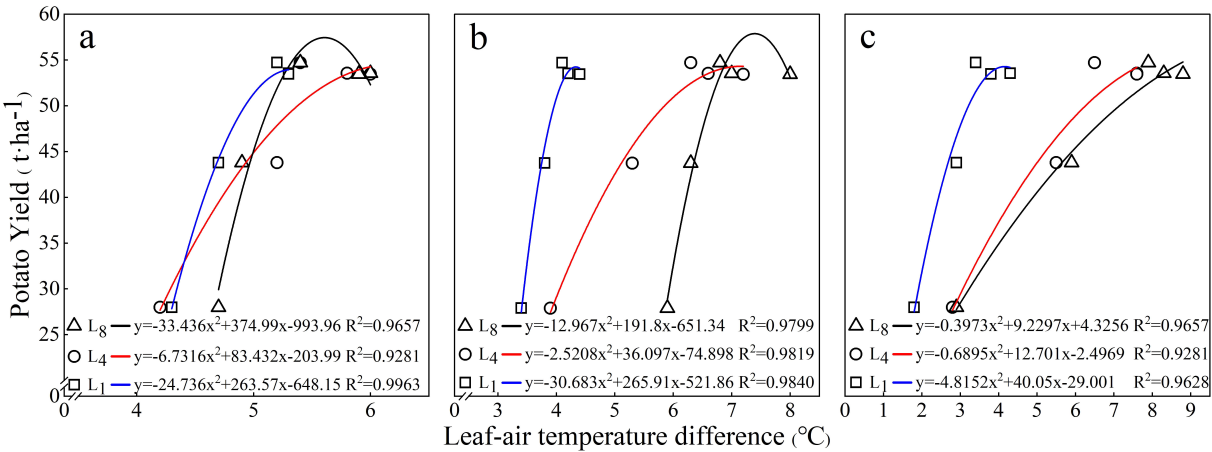 a
b
c
Potato Yield ( t·ha⁻¹)
60
55
50
43
38
33
28
0
L₈ y=-33.436x²+374.99x-993.96 R²=0.9657
L₄ y=-6.7316x²+83.432x-203.99 R²=0.9281
L₁ y=-24.736x²+263.57x-648.15 R²=0.9963
L₈ y=-12.967x²+191.8x-651.34 R²=0.9799
L₄ y=-2.5208x²+36.097x-74.898 R²=0.9819
L₁ y=-30.683x²+265.91x-521.86 R²=0.9840
L₈ y=-0.3973x²+9.2297x+4.3256 R²=0.9657
L₄ y=-0.6895x²+12.701x-2.4969 R²=0.9281
L₁ y=-4.8152x²+40.05x-29.001 R²=0.9628
0 4 5 6
0 3 4 5 6 7 8
0 1 2 3 4 5 6 7 8 9
Leaf-air temperature difference (℃)